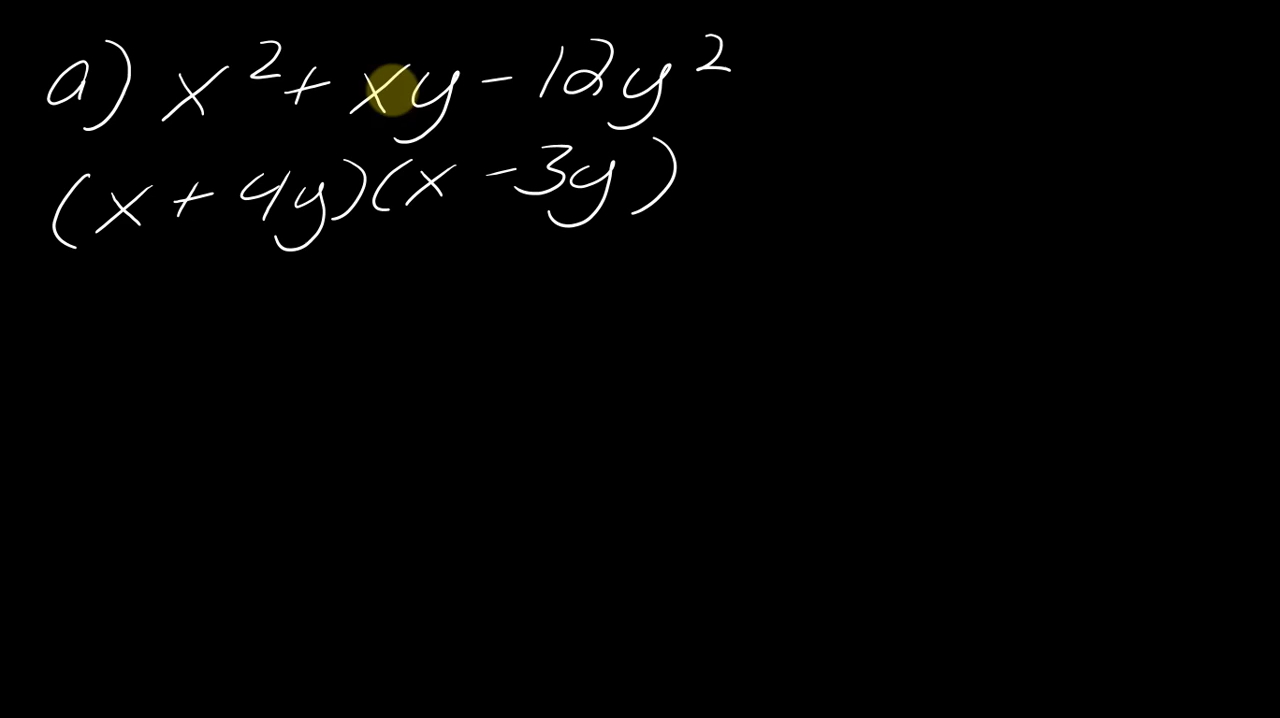 a) x² + xy - 12y²
(x + 4y)(x - 3y)